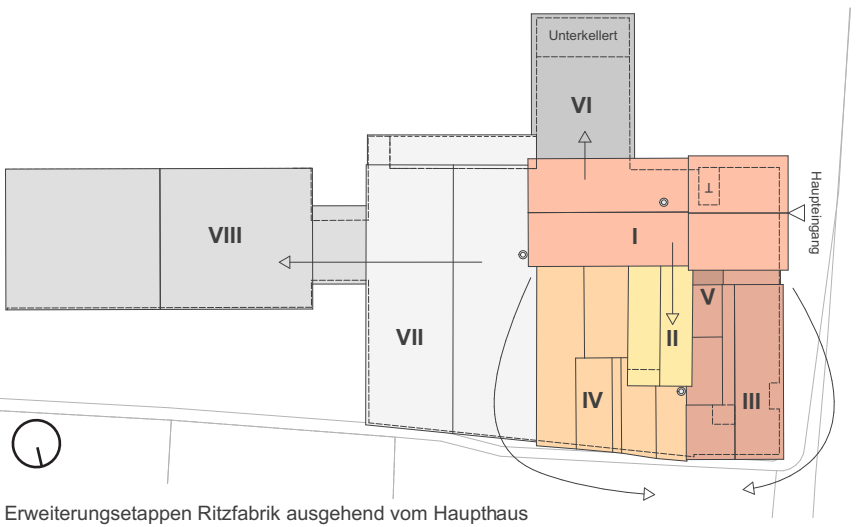 Unterkellert
VI
T
Haupteingang
I
VIII
V
VII
II
IV
III
Erweiterungsetappen Ritzfabrik ausgehend vom Haupthaus